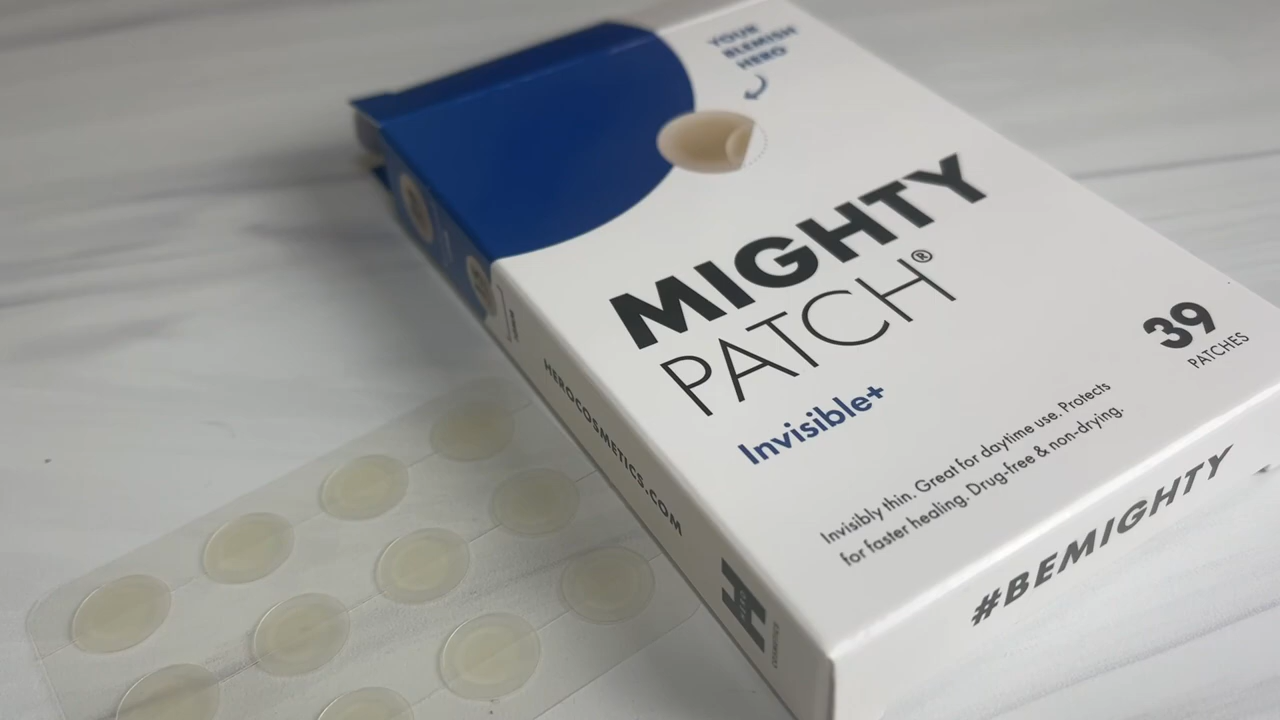 YOUR
BLEMISH
HERO
MIGHTY
PATCH®
Invisible+
39
PATCHES
Invisibly thin. Great for daytime use. Protects
for faster healing. Drug-free & non-drying.
#BEMIGHTY
HEROCOSMETICS.COM